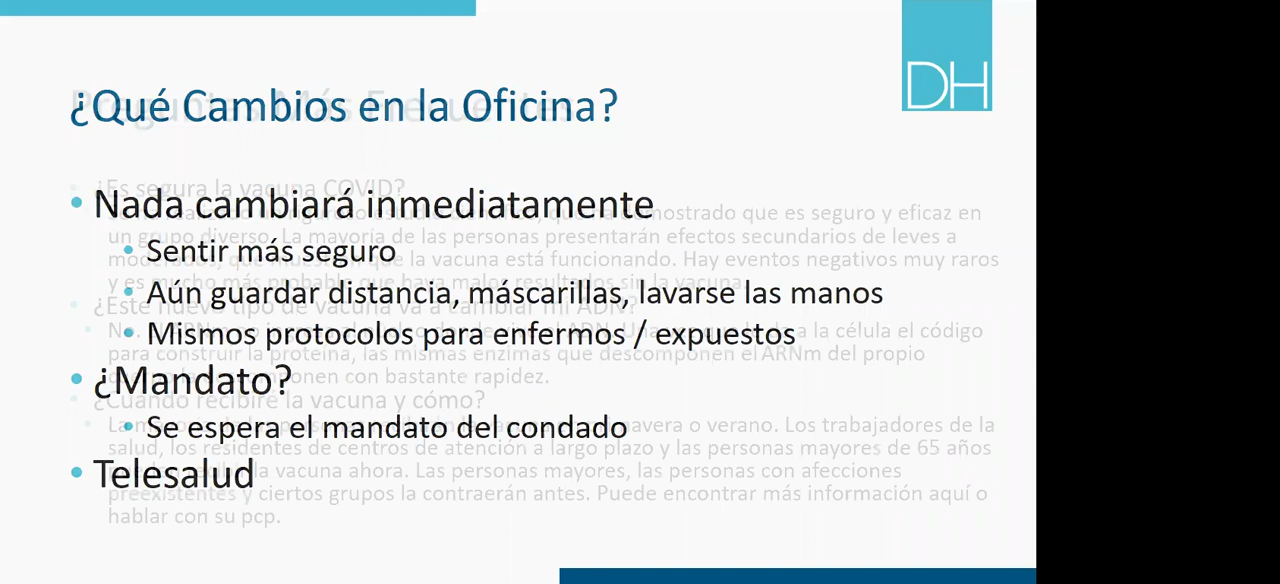 DH
¿Qué Cambios en la Oficina?
Preguntas Más Frecuentes
• Nada cambiará inmediatamente
• Sentir más seguro
• Aún guardar distancia, máscarillas, lavarse las manos
• Mismos protocolos para enfermos / expuestos
• ¿Mandato?
• Se espera el mandato del condado
• Telesalud
• ¿Es segura la vacuna COVID?
demostrado que es seguro y eficaz en
un grupo diverso. La mayoría de las personas presentarán efectos secundarios de leves a
que la vacuna está funcionando. Hay eventos negativos muy raros
y es mucho más probable que haya malos resultados sin la vacuna.
• ¿Este nuevo tipo de vacuna va a cambiar mi ADN?
a la célula el código
para construir la proteína, las mismas enzimas que descomponen el ARNm del propio
con bastante rapidez.
• ¿Cuándo recibiré la vacuna y cómo?
o verano. Los trabajadores de la
salud, los residentes de centros de atención a largo plazo y las personas mayores de 65 años
la vacuna ahora. Las personas mayores, las personas con afecciones
preexistentes y ciertos grupos la contraerán antes. Puede encontrar más información aquí o
hablar con su pcp.